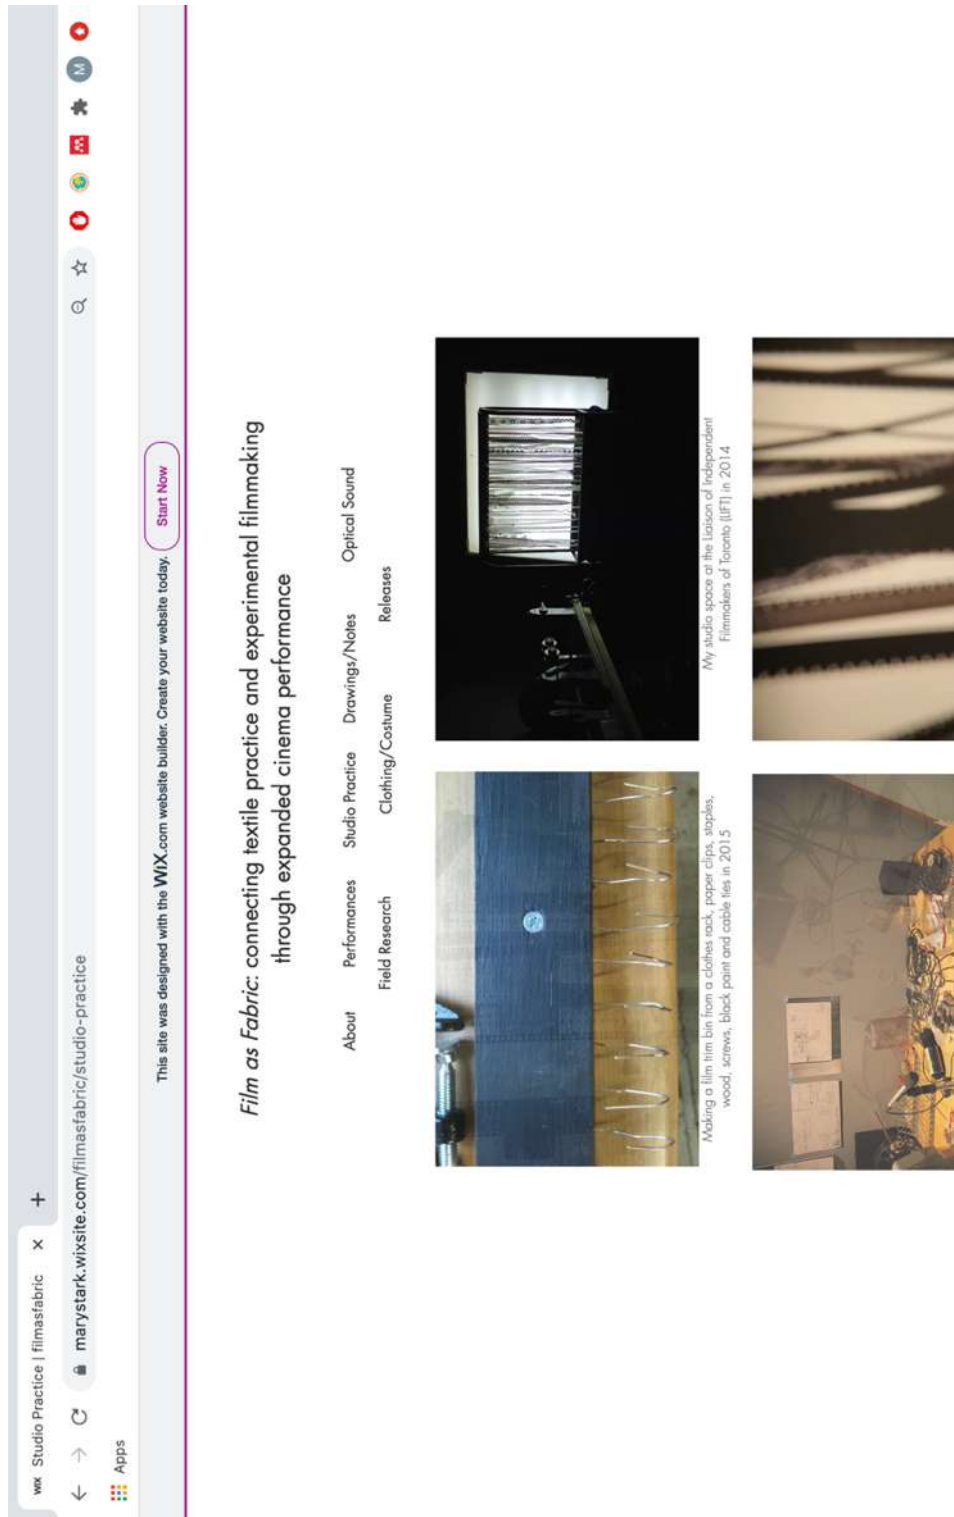 WIX Studio Practice | filmasfabric
marystark.wixsite.com/filmasfabric/studio-practice
M
Apps
This site was designed with the WiX.com website builder. Create your website today. Start Now
Film as Fabric: connecting textile practice and experimental filmmaking
through expanded cinema performance
About Performances Studio Practice Drawings/Notes Optical Sound
Field Research Clothing/Costume Releases
Making a film trim bin from a clothes rack, paper clips, staples,
wood, screws, black paint and cable ties in 2015
My studio space at the Liaison of Independent
Filmmakers of Toronto (LIFT) in 2014